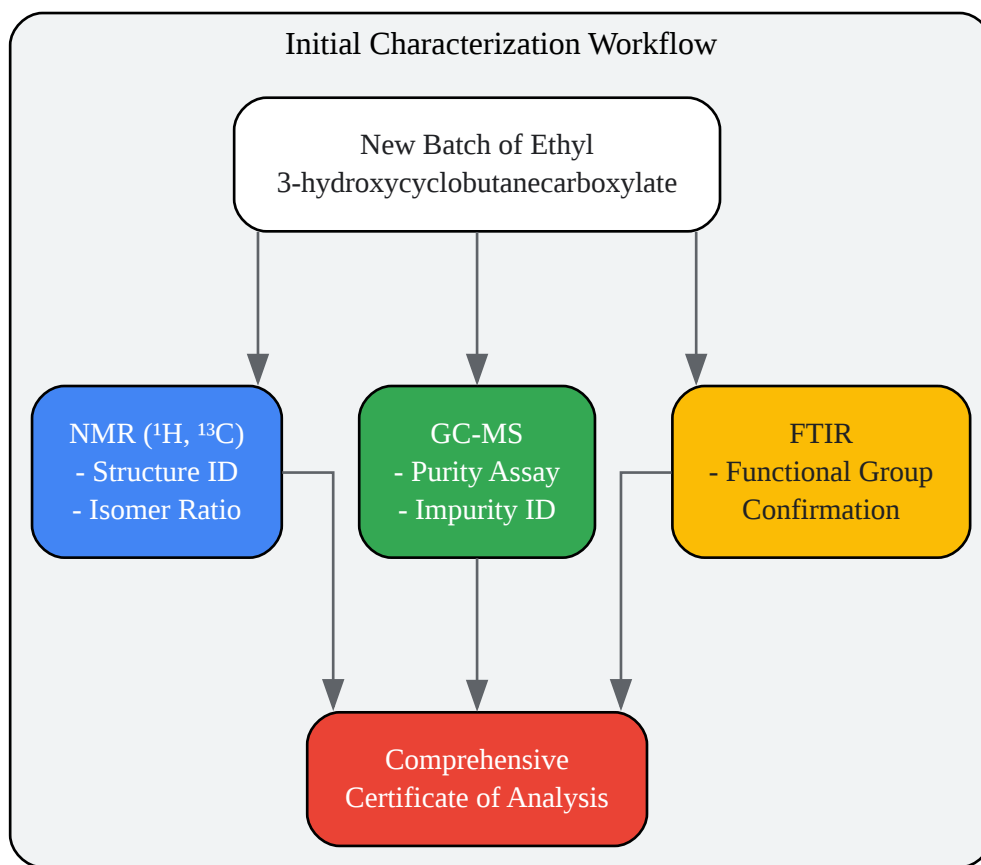 Initial Characterization Workflow
New Batch of Ethyl
3-hydroxycyclobutanecarboxylate
NMR (¹H, ¹³C)
- Structure ID
- Isomer Ratio
GC-MS
- Purity Assay
- Impurity ID
FTIR
- Functional Group
Confirmation
Comprehensive
Certificate of Analysis